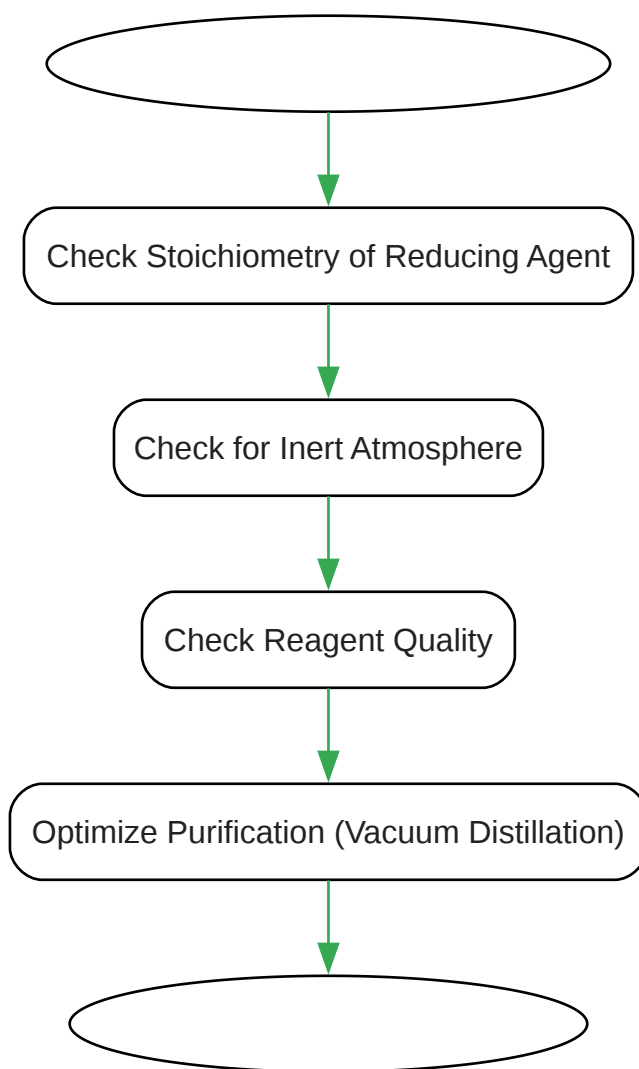 Check Stoichiometry of Reducing Agent
Check for Inert Atmosphere
Check Reagent Quality
Optimize Purification (Vacuum Distillation)